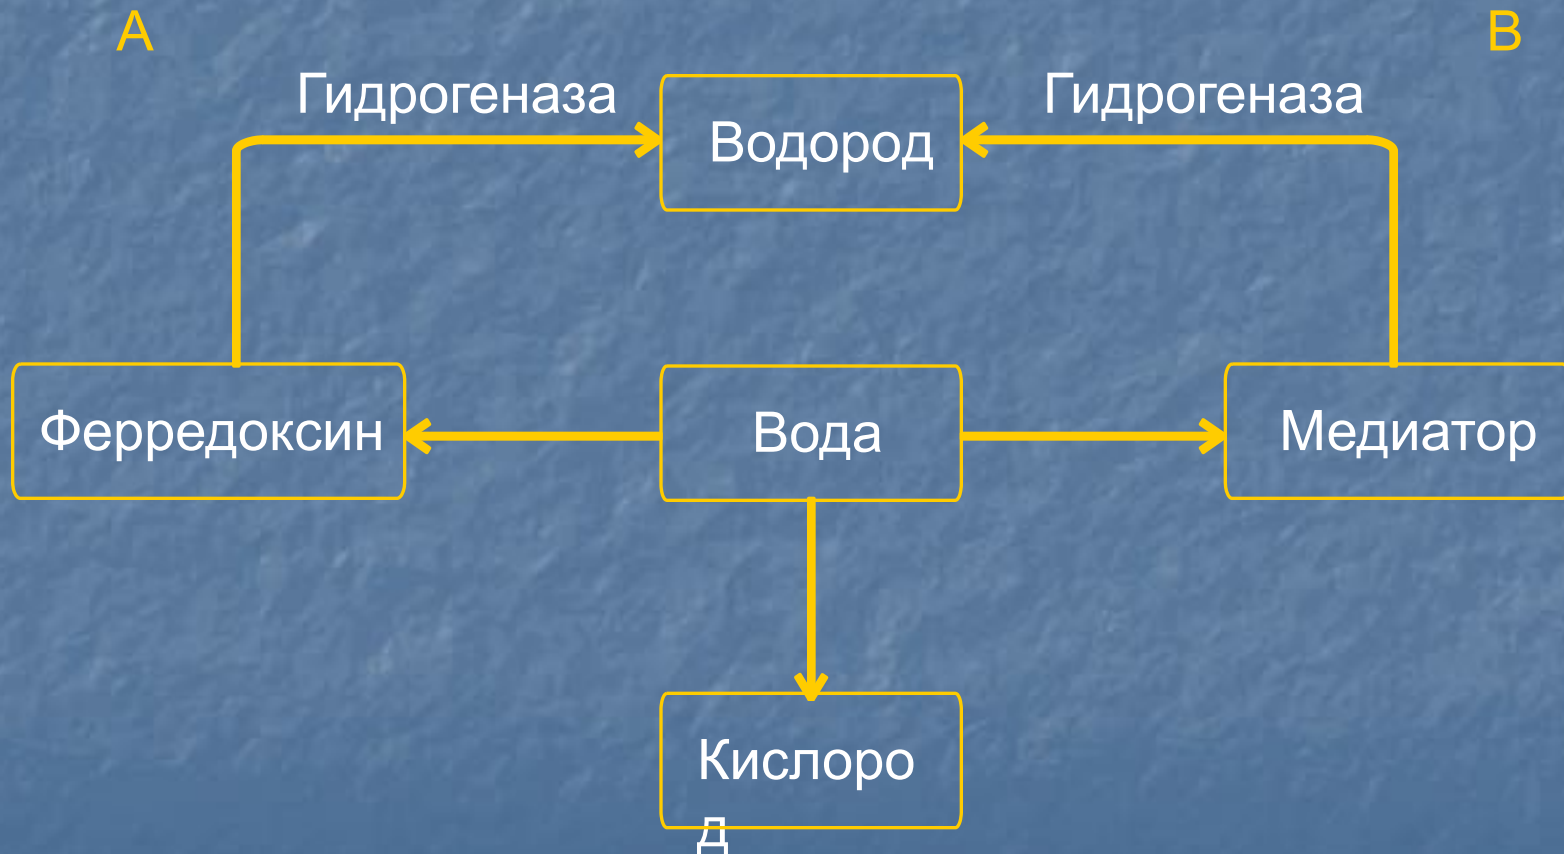 А
В
Гидрогеназа
Гидрогеназа
Водород
Ферредоксин
Вода
Медиатор
Кислоро
д